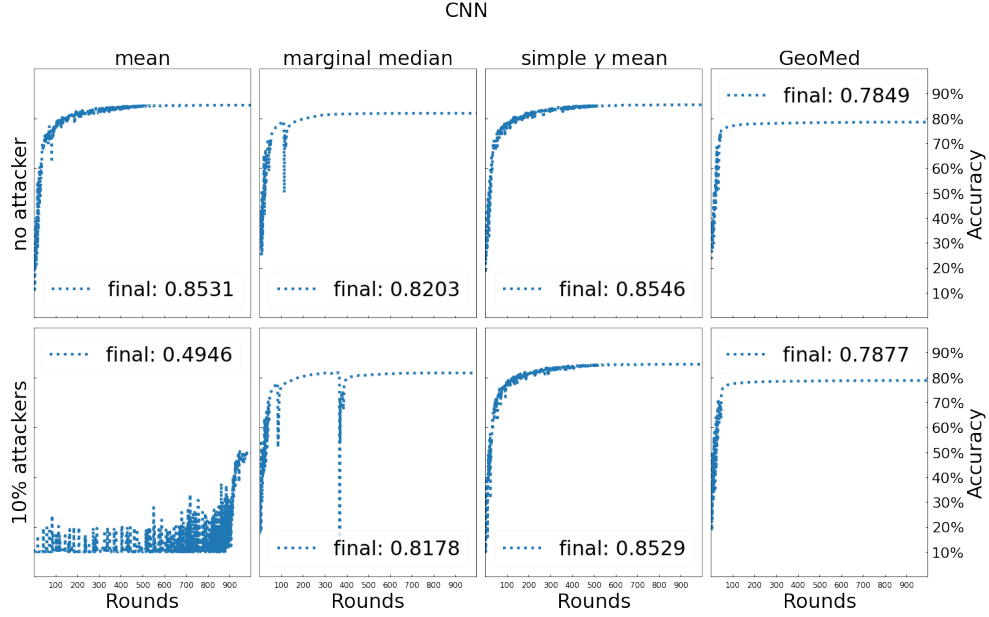 CNN
mean
marginal median
simple γ mean
GeoMed
no attacker
final: 0.8531
final: 0.8203
final: 0.8546
final: 0.7849
90%
80%
70%
60%
50%
40%
30%
20%
10%
Accuracy
10% attackers
final: 0.4946
final: 0.8178
final: 0.8529
final: 0.7877
90%
80%
70%
60%
50%
40%
30%
20%
10%
Accuracy
100 200 300 400 500 600 700 800 900
Rounds
100 200 300 400 500 600 700 800 900
Rounds
100 200 300 400 500 600 700 800 900
Rounds
100 200 300 400 500 600 700 800 900
Rounds